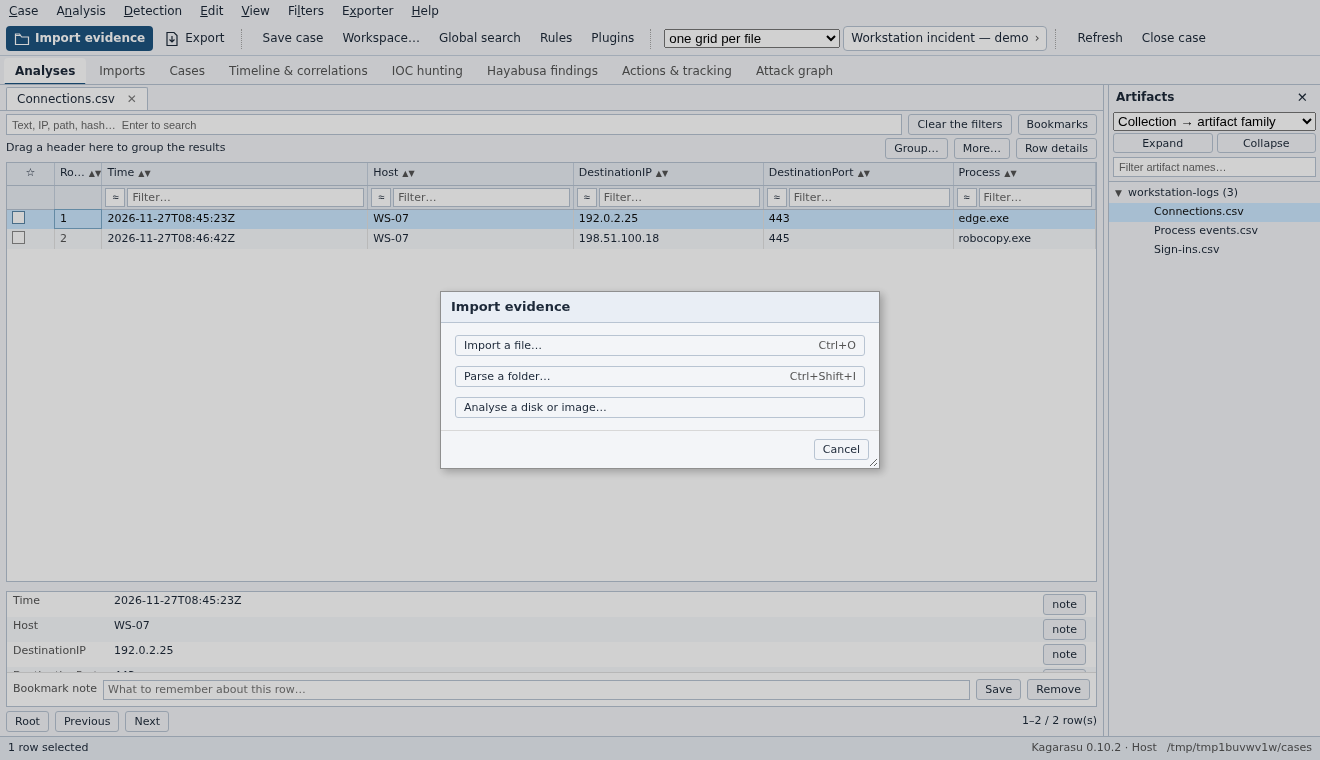 Case Analysis Detection Edit View Filters Exporter Help
Import evidence Export Save case Workspace… Global search Rules Plugins one grid per file Workstation incident — demo › Refresh Close case
Analyses Imports Cases Timeline & correlations IOC hunting Hayabusa findings Actions & tracking Attack graph
Connections.csv ✕
Text, IP, path, hash… Enter to search Clear the filters Bookmarks
Drag a header here to group the results Group… More… Row details
☆ Ro… ▲▼ Time ▲▼ Host ▲▼ DestinationIP ▲▼ DestinationPort ▲▼ Process ▲▼
≈ Filter… ≈ Filter… ≈ Filter… ≈ Filter… ≈ Filter…
1 2026-11-27T08:45:23Z WS-07 192.0.2.25 443 edge.exe
2 2026-11-27T08:46:42Z WS-07 198.51.100.18 445 robocopy.exe
Import evidence
Import a file… Ctrl+O
Parse a folder… Ctrl+Shift+I
Analyse a disk or image…
Cancel
Time 2026-11-27T08:45:23Z note
Host WS-07 note
DestinationIP 192.0.2.25 note
Bookmark note What to remember about this row… Save Remove
Root Previous Next 1–2 / 2 row(s)
Artifacts ✕
Collection → artifact family
Expand Collapse
Filter artifact names…
▼ workstation-logs (3)
Connections.csv
Process events.csv
Sign-ins.csv
1 row selected Kagarasu 0.10.2 · Host /tmp/tmp1buvwv1w/cases